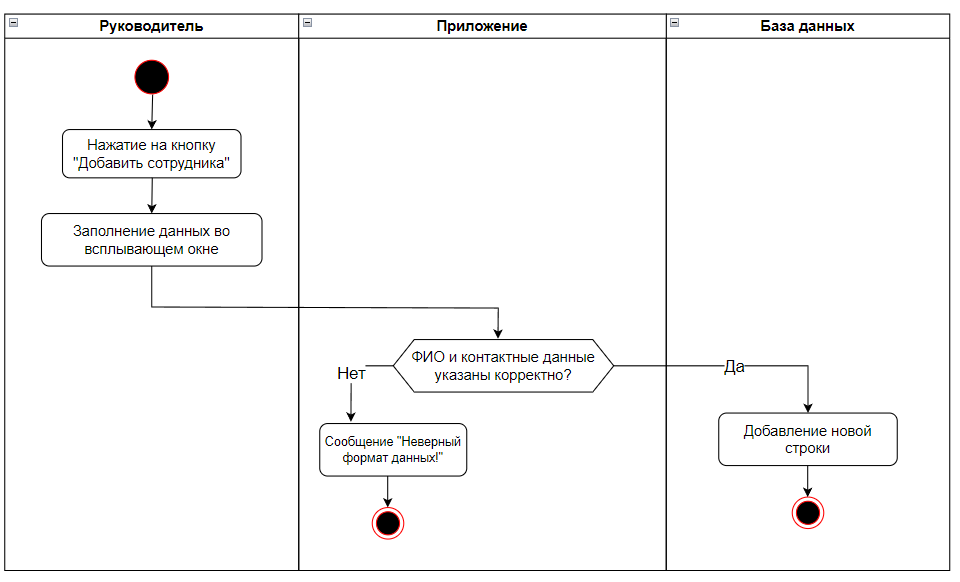 Руководитель
Приложение
База данных
Нажатие на кнопку
"Добавить сотрудника"
Заполнение данных во
всплывающем окне
ФИО и контактные данные
указаны корректно?
Нет
Да
Сообщение "Неверный
формат данных!"
Добавление новой
строки